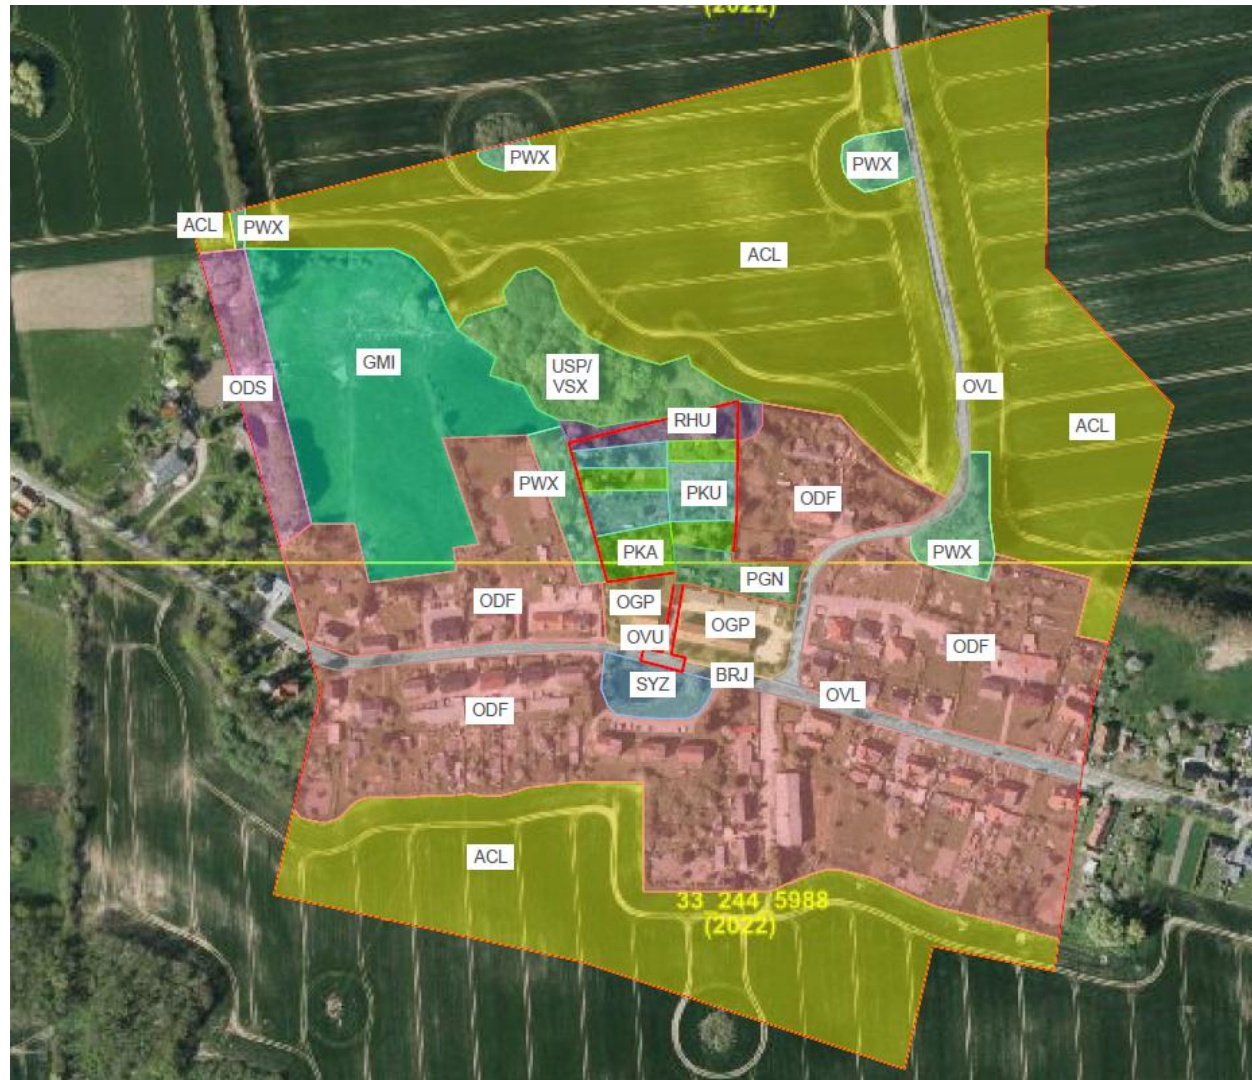 (2022)
PWX
PWX
ACL
PWX
ACL
GMI
USP/
VSX
ODS
OVL
RHU
ACL
PWX
PKU
ODF
PKA
PWX
PGN
ODF
OGP
OGP
OVU
ODF
BRJ
SYZ
OVL
ODF
ACL
33 244 5988
(2022)